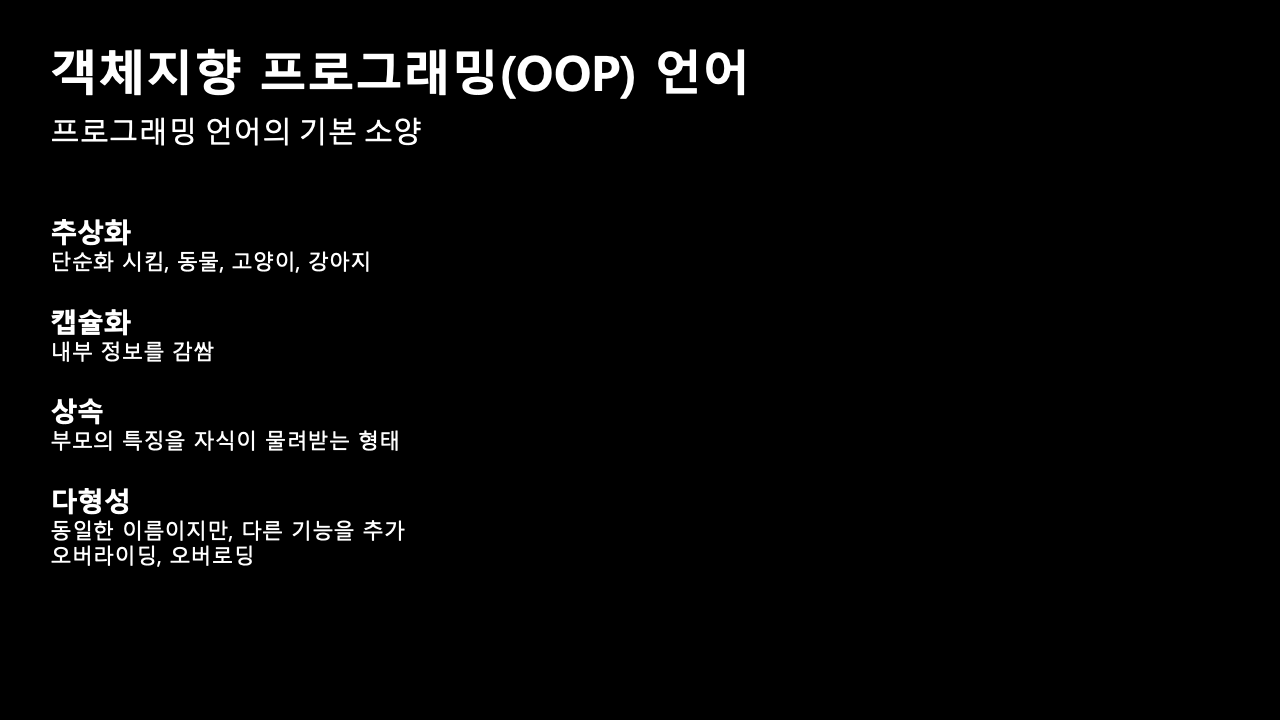 객체지향 프로그래밍(OOP) 언어
프로그래밍 언어의 기본 소양
추상화
단순화 시킴, 동물, 고양이, 강아지
캡슐화
내부 정보를 감쌈
상속
부모의 특징을 자식이 물려받는 형태
다형성
동일한 이름이지만, 다른 기능을 추가
오버라이딩, 오버로딩